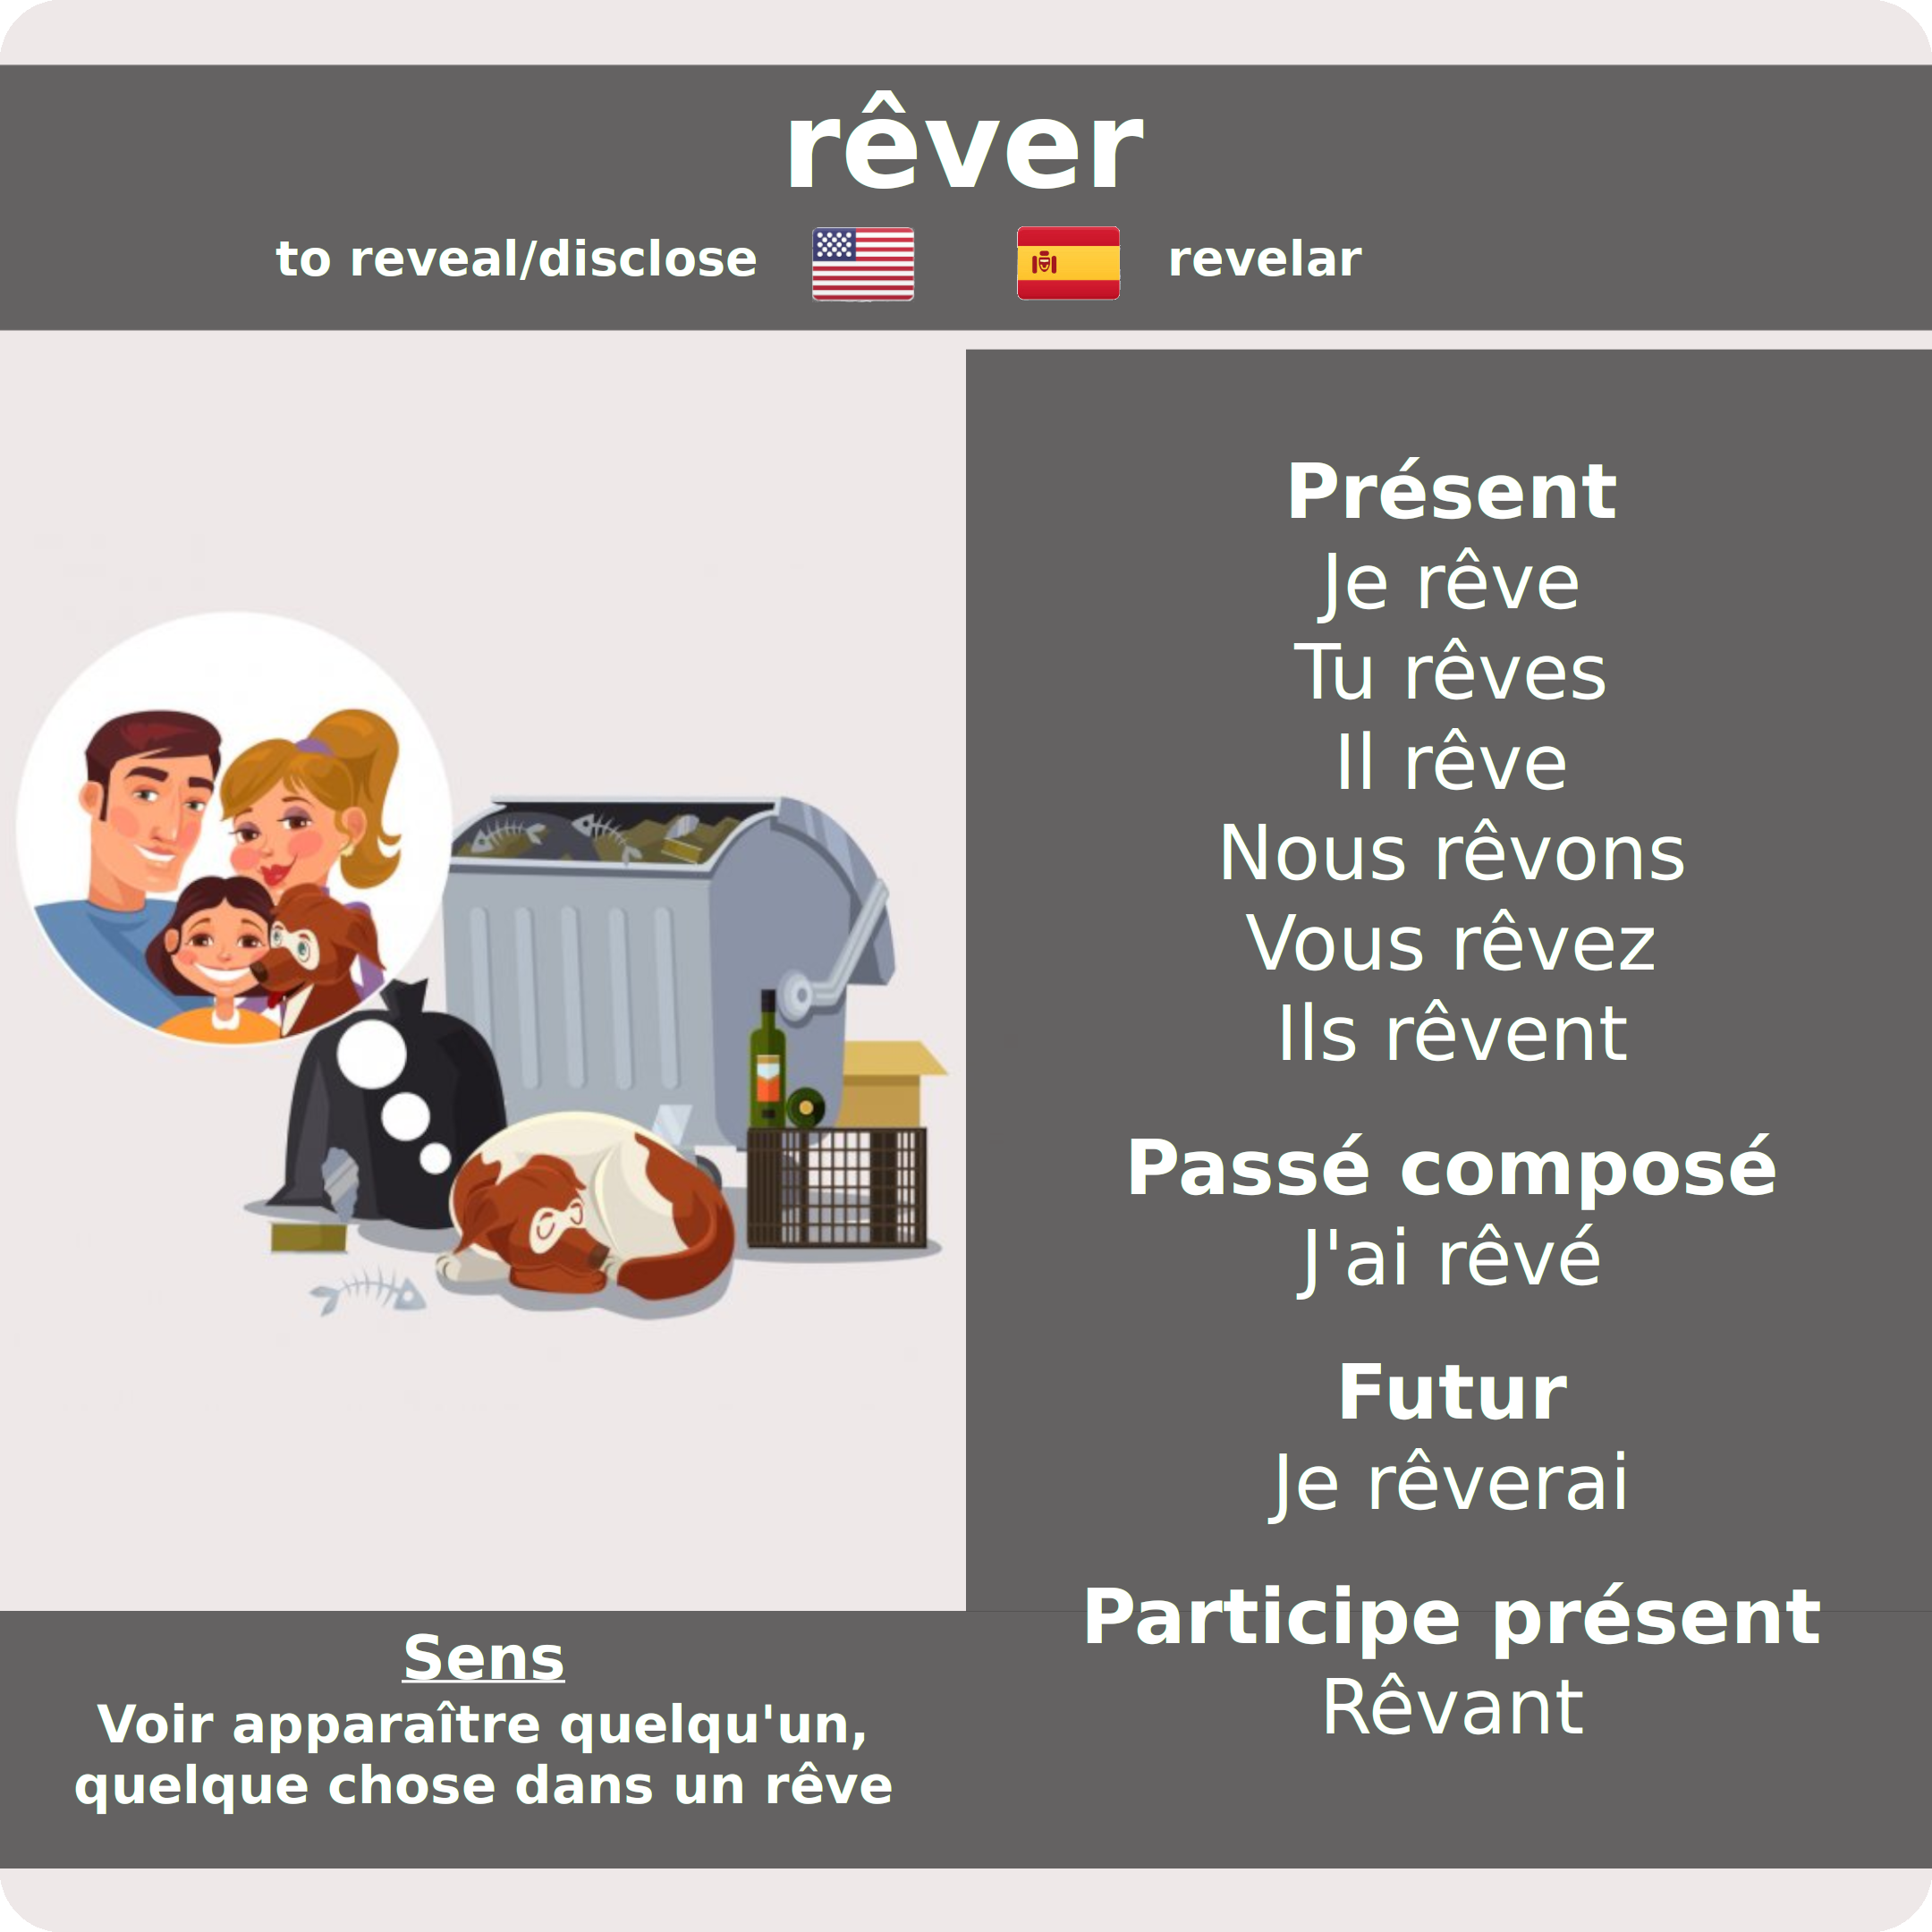 rêver
to reveal/disclose
revelar
Présent
Je rêve
Tu rêves
Il rêve
Nous rêvons
Vous rêvez
Ils rêvent
Passé composé
J'ai rêvé
Futur
Je rêverai
Participe présent
Rêvant
Sens
Voir apparaître quelqu'un,
quelque chose dans un rêve